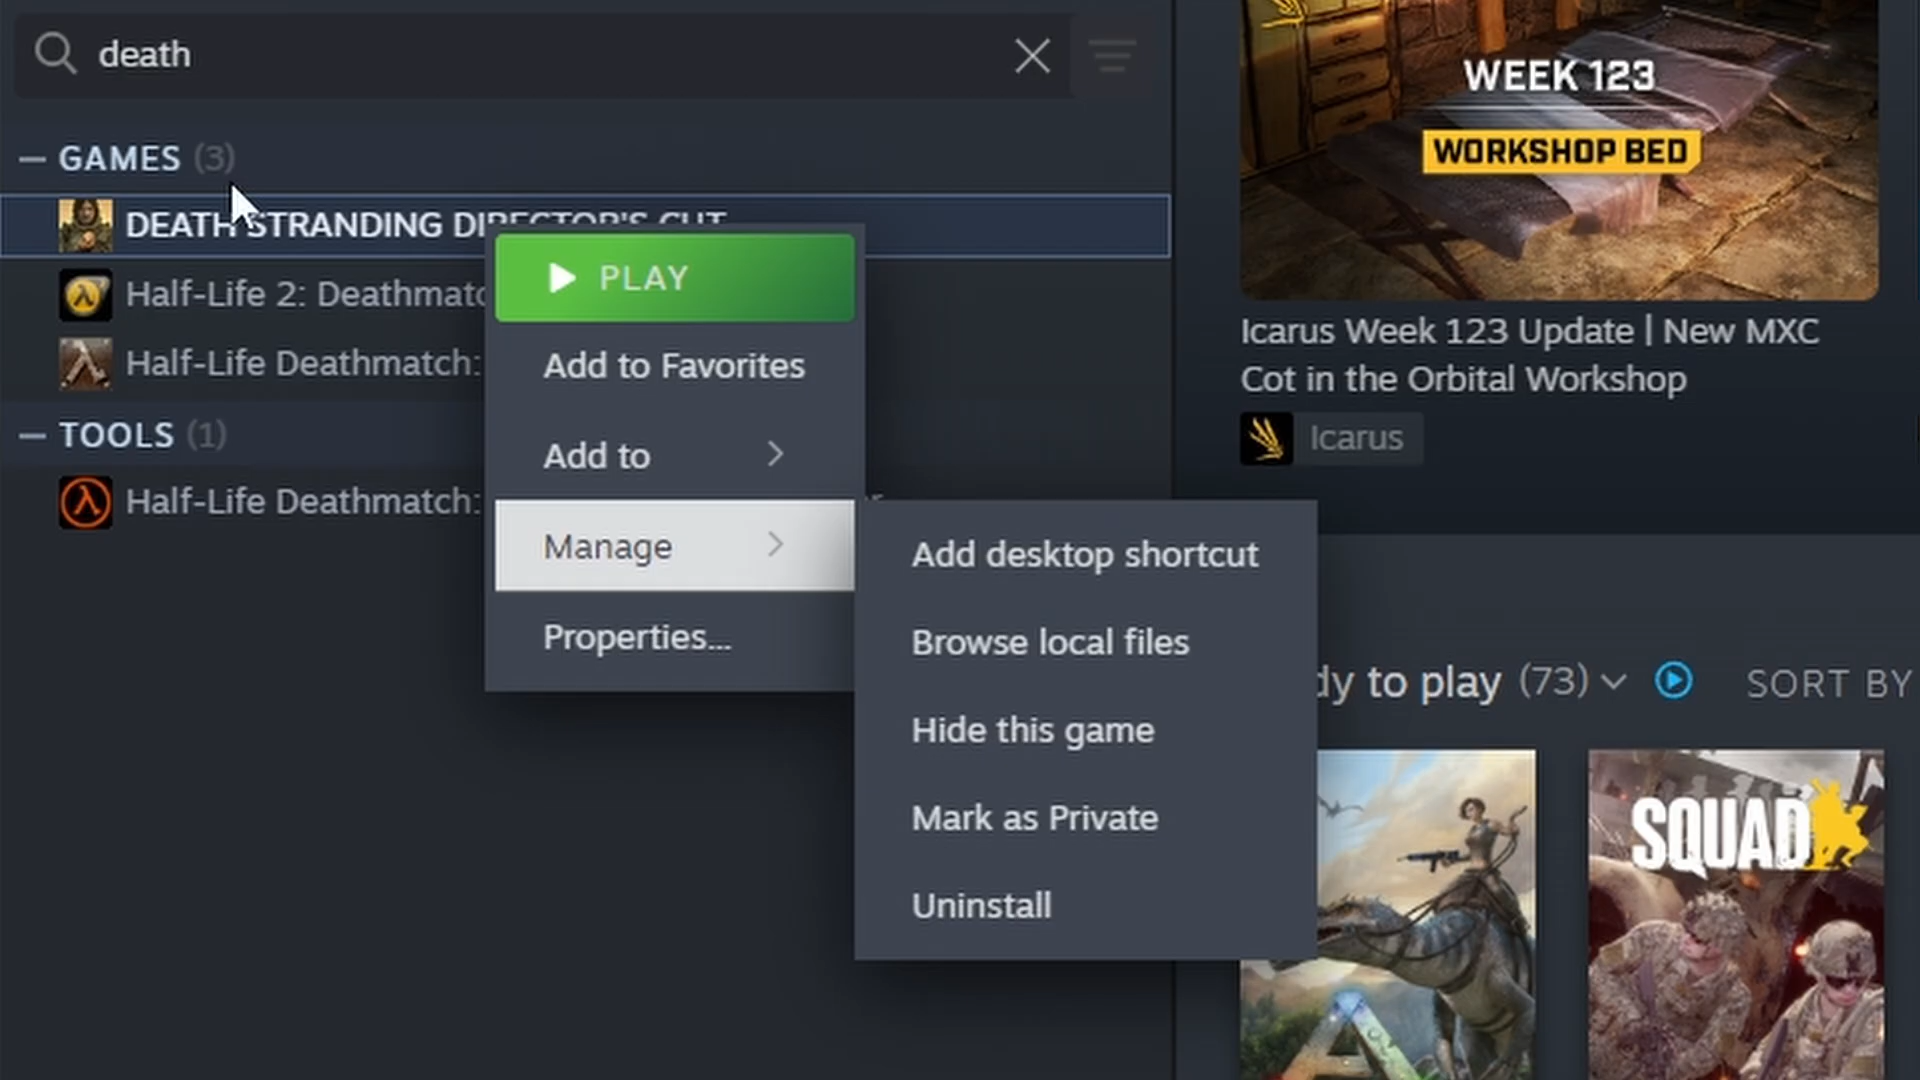 death
GAMES (3)
DEATH STRANDING DIRECTOR'S CUT
Half-Life 2: Deathmatc
Half-Life Deathmatch:
TOOLS (1)
Half-Life Deathmatch:
PLAY
Add to Favorites
Add to
Manage
Properties...
Add desktop shortcut
Browse local files
Hide this game
Mark as Private
Uninstall
WEEK 123
WORKSHOP BED
Icarus Week 123 Update | New MXC
Cot in the Orbital Workshop
Icarus
dy to play (73)
SORT BY
SQUAD